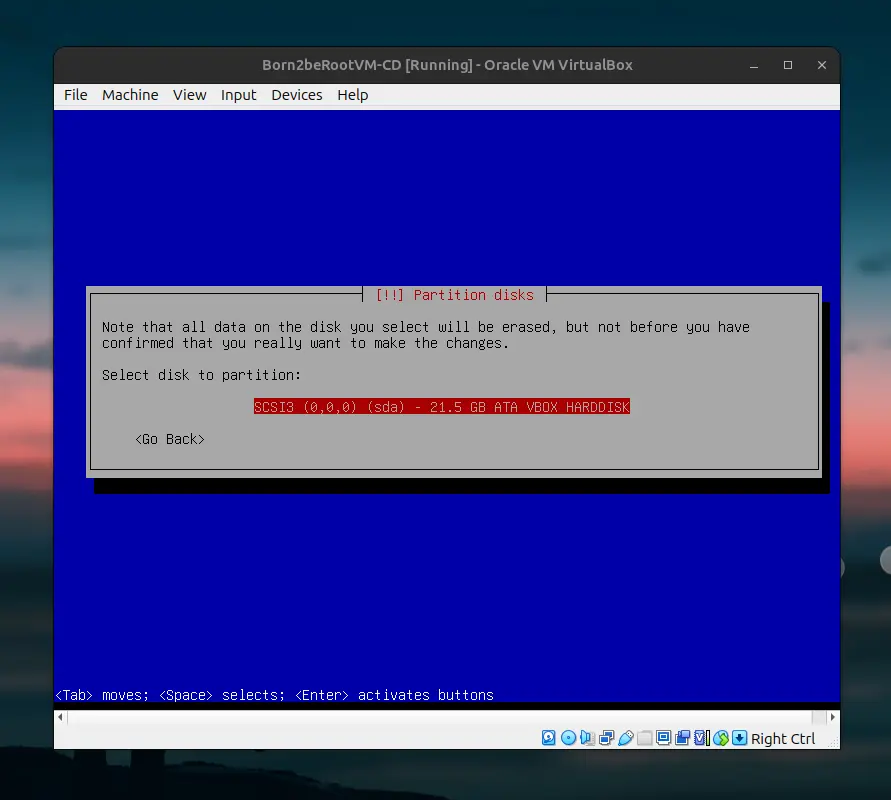 Born2beRootVM-CD [Running] - Oracle VM VirtualBox
File Machine View Input Devices Help
[!!] Partition disks
Note that all data on the disk you select will be erased, but not before you have
confirmed that you really want to make the changes.
Select disk to partition:
SCSI3 (0,0,0) (sda) - 21.5 GB ATA VBOX HARDDISK
<Go Back>
<Tab> moves; <Space> selects; <Enter> activates buttons
Right Ctrl